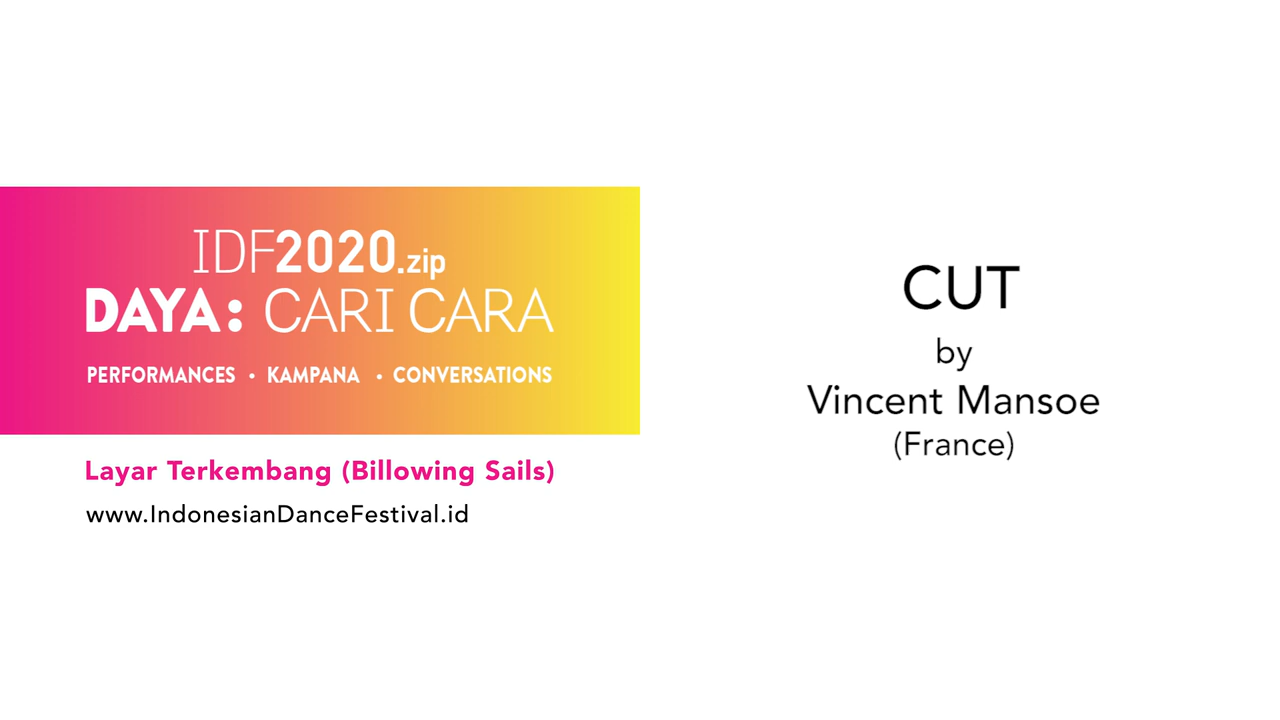 IDF2020.zip
DAYA: CARI CARA
PERFORMANCES • KAMPANA • CONVERSATIONS
Layar Terkembang (Billowing Sails)
www.IndonesianDanceFestival.id
CUT
by
Vincent Mansoe
(France)